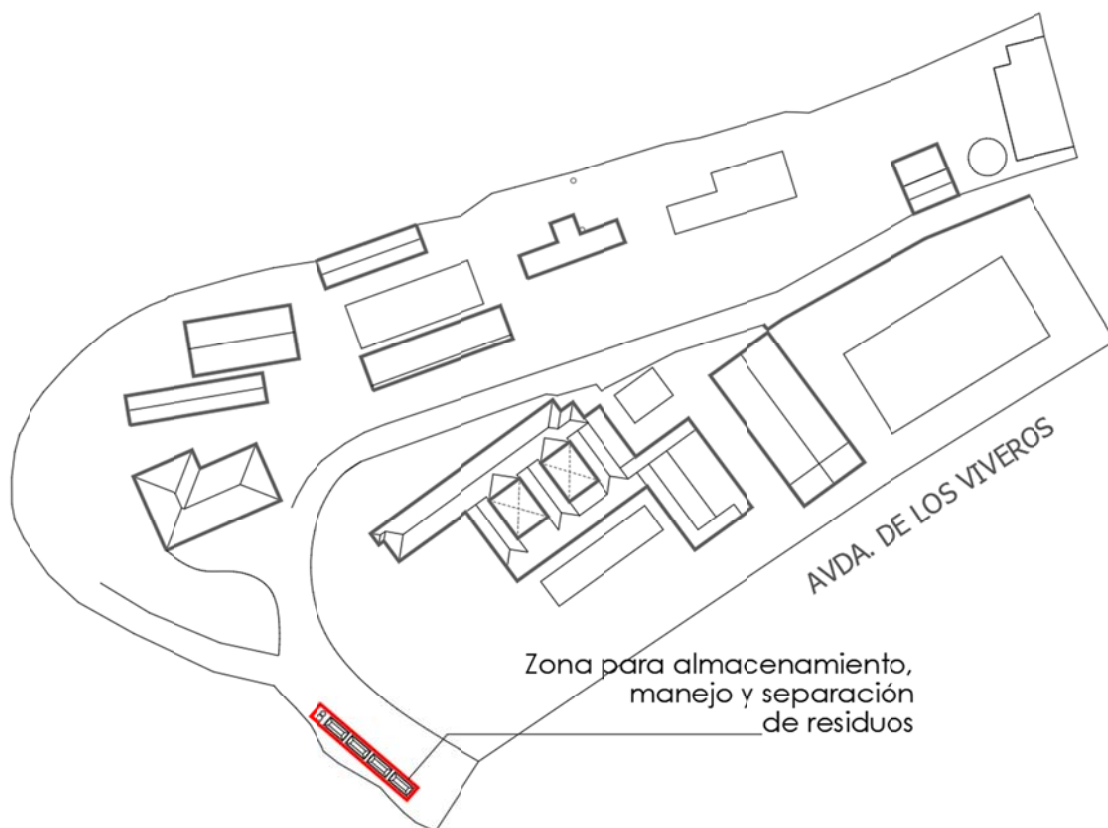 AVDA. DE LOS VIVEROS
Zona para almacenamiento,
manejo y separación
de residuos